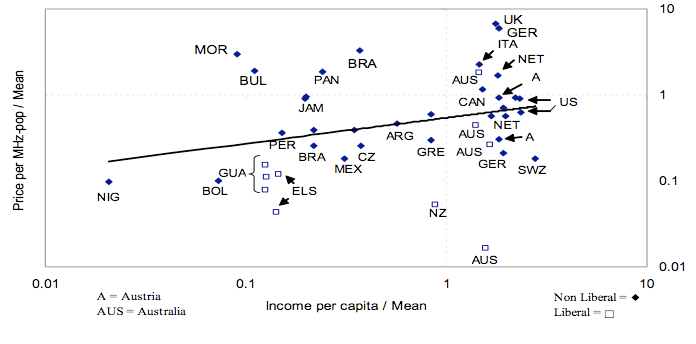 10
UK
GER
ITA
MOR
BRA
NET
BUL
PAN
AUS
A
1
CAN
US
JAM
ARG
AUS
NET
PER
BRA
CZ
GRE
AUS
A
GUA
MEX
GER
SWZ
0.1
NIG
BOL
ELS
NZ
AUS
0.01
0.01
0.1
1
10
Price per MHz-pop / Mean
Income per capita / Mean
A = Austria
AUS = Australia
Non Liberal =
Liberal =